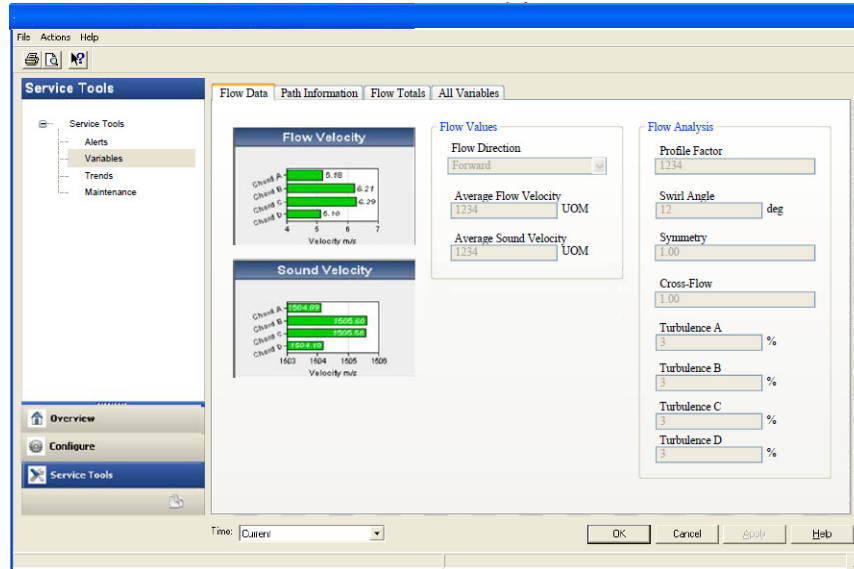 File Actions Help
Service Tools
Service Tools
Alerts
Variables
Trends
Maintenance
Overview
Configure
Service Tools
Flow Data Path Information Flow Totals All Variables
Flow Velocity
Chord A 5.18
Chord B 6.21
Chord C 6.29
Chord D 5.10
4 5 6 7
Velocity m/s
Sound Velocity
Chord A 1504.09
Chord B 1505.60
Chord C 1505.58
Chord D 1504.10
1503 1504 1505 1506
Velocity m/s
Flow Values
Flow Direction
Forward
Average Flow Velocity
1234 UOM
Average Sound Velocity
1234 UOM
Flow Analysis
Profile Factor
1234
Swirl Angle
12 deg
Symmetry
1.00
Cross-Flow
1.00
Turbulence A
3 %
Turbulence B
3 %
Turbulence C
3 %
Turbulence D
3 %
Time: Current
OK Cancel Apply Help